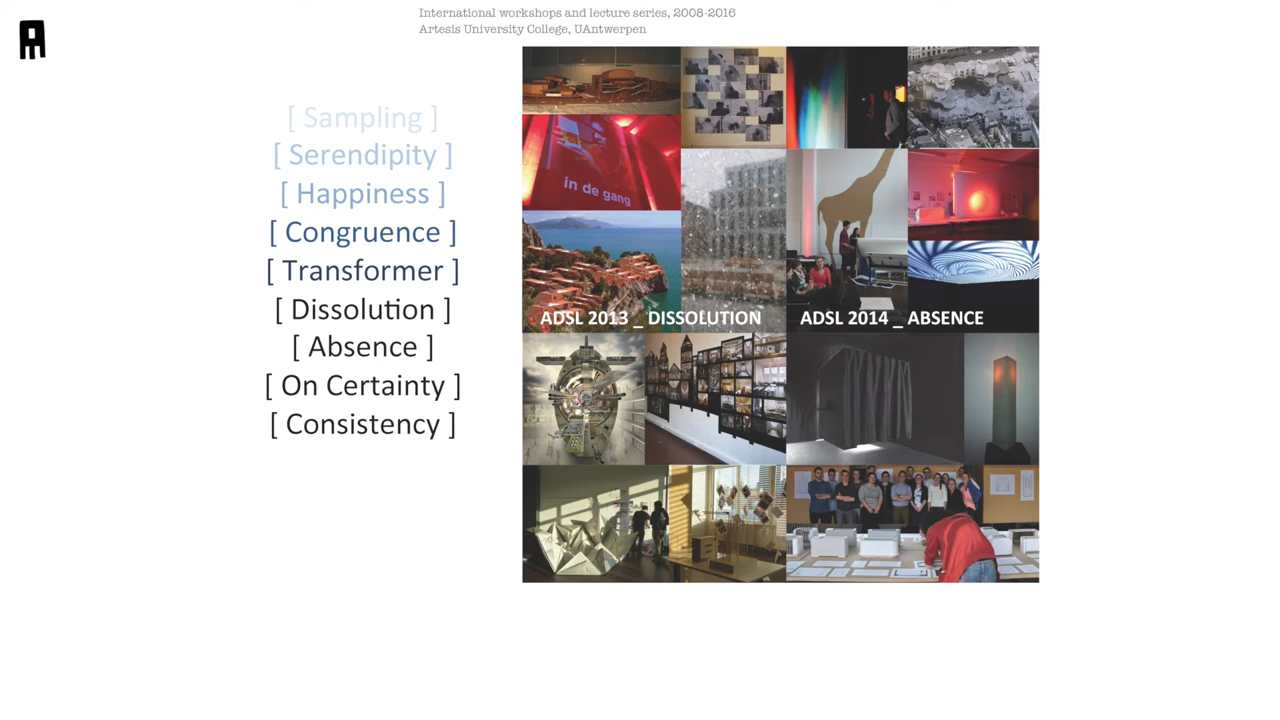 International workshops and lecture series, 2008-2016
Artesis University College, UAntwerpen
[ Sampling ]
[ Serendipity ]
[ Happiness ]
[ Congruence ]
[ Transformer ]
[ Dissolution ]
[ Absence ]
[ On Certainty ]
[ Consistency ]
in de gang
ADSL 2013 _ DISSOLUTION
ADSL 2014 _ ABSENCE